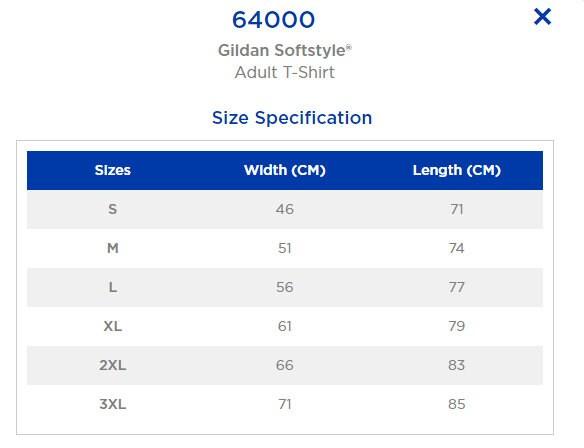 64000
Gildan Softstyle®
Adult T-Shirt
Size Specification
Sizes Width (CM) Length (CM)
S 46 71
M 51 74
L 56 77
XL 61 79
2XL 66 83
3XL 71 85